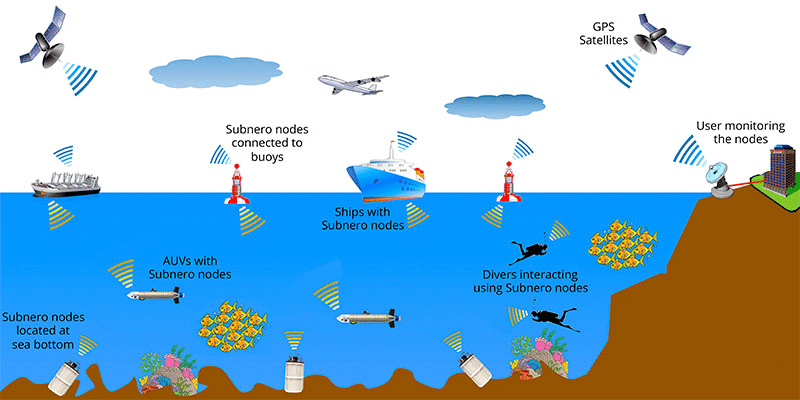 GPS
Satellites
Subnero nodes
connected to
buoys
User monitoring
the nodes
Ships with
Subnero nodes
AUVs with
Subnero nodes
Divers interacting
using Subnero nodes
Subnero nodes
located at
sea bottom